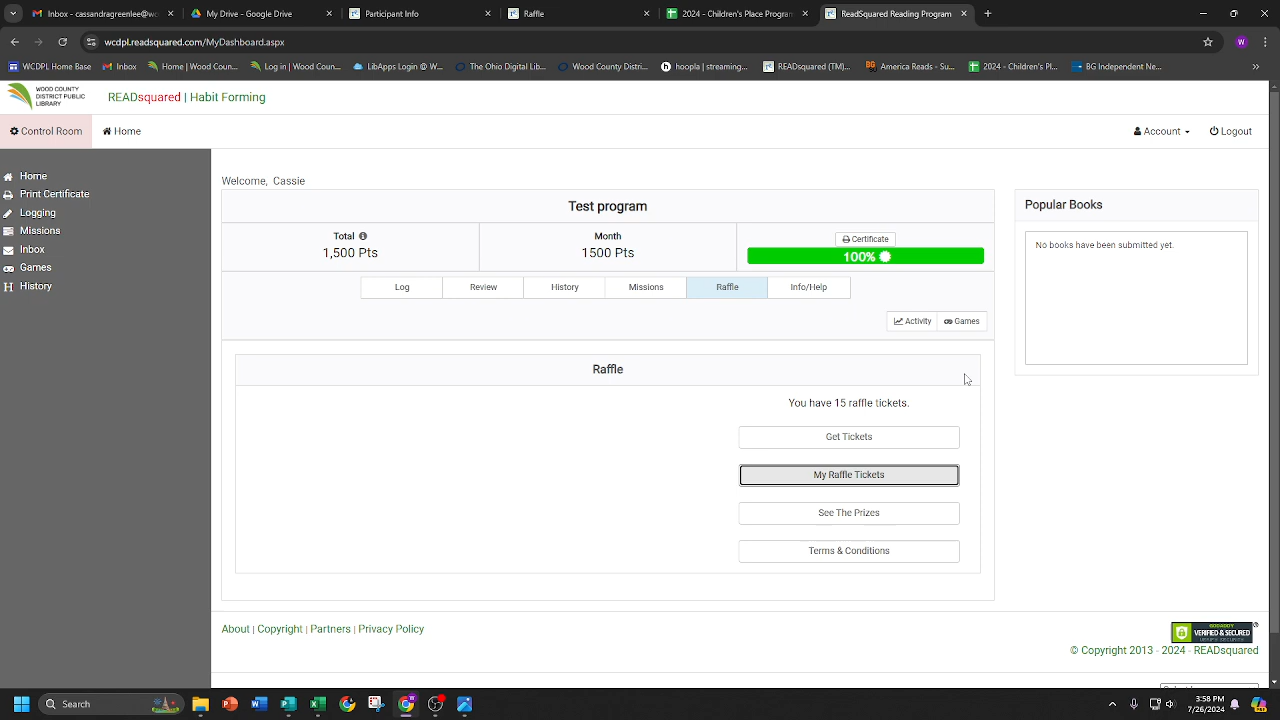 Inbox - cassandragreenlee@wc
My Drive - Google Drive
Participant Info
Raffle
2024 - Children's Place Program
ReadSquared Reading Program
wcdpl.readsquared.com/MyDashboard.aspx
WCDPL Home Base
Inbox
Home | Wood Coun...
Log in | Wood Coun...
LibApps Login @ W...
The Ohio Digital Lib...
Wood County Distri...
hoopla | streaming...
READsquared (TM)...
America Reads - Su...
2024 - Children's Pl...
BG Independent Ne...
WOOD COUNTY
DISTRICT PUBLIC
LIBRARY
READsquared | Habit Forming
Control Room
Home
Account
Logout
Home
Print Certificate
Logging
Missions
Inbox
Games
H History
Welcome, Cassie
Test program
Total
1,500 Pts
Month
1500 Pts
Certificate
100%
Log
Review
History
Missions
Raffle
Info/Help
Activity
Games
Raffle
You have 15 raffle tickets.
Get Tickets
My Raffle Tickets
See The Prizes
Terms & Conditions
Popular Books
No books have been submitted yet.
About | Copyright | Partners | Privacy Policy
GODADDY
VERIFIED & SECURED
© Copyright 2013 - 2024 - READsquared
Search
3:58 PM
7/26/2024